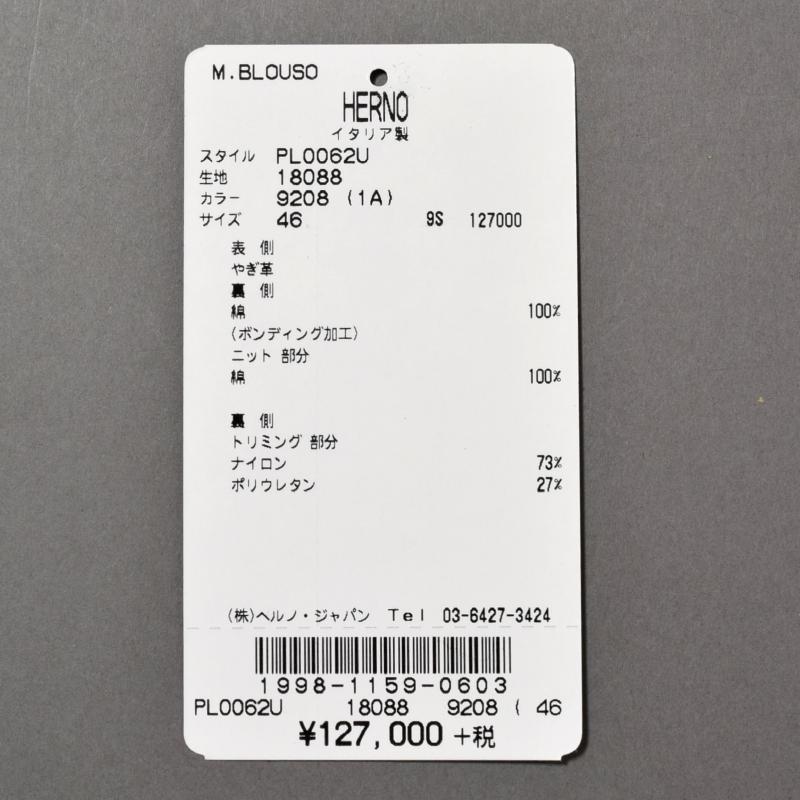 M.BLOUSO
HERNO
イタリア製
スタイル PL0062U
生地 18088
カラー 9208 (1A)
サイズ 46 9S 127000
表 側
やぎ革
裏 側
綿 100%
(ボンディング加工)
ニット 部分
綿 100%
裏 側
トリミング 部分
ナイロン 73%
ポリウレタン 27%
(株)ヘルノ・ジャパン Tel 03-6427-3424
1998-1159-0603
PL0062U 18088 9208 ( 46
¥127,000 +税